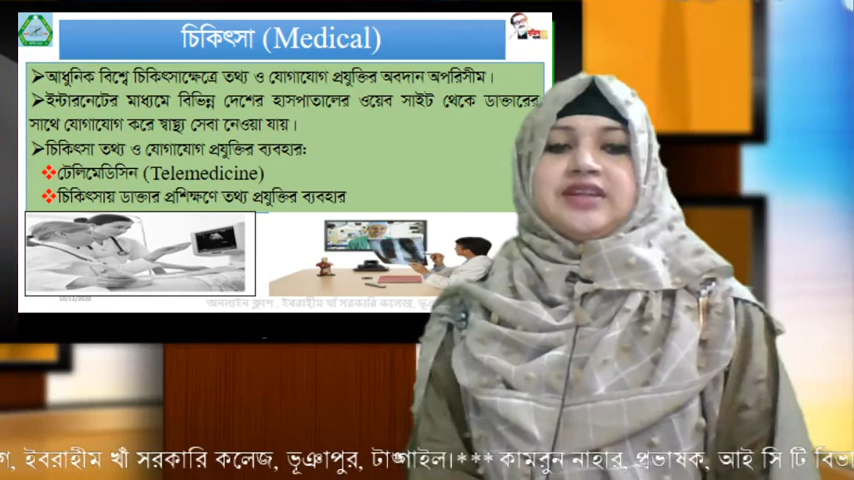 চিকিৎসা (Medical)
➢আধুনিক বিশ্বে চিকিৎসাক্ষেত্রে তথ্য ও যোগাযোগ প্রযুক্তির অবদান অপরিসীম।
➢ইন্টারনেটের মাধ্যমে বিভিন্ন দেশের হাসপাতালের ওয়েব সাইট থেকে ডাক্তারের
সাথে যোগাযোগ করে স্বাস্থ্য সেবা নেওয়া যায়।
➢চিকিৎসা তথ্য ও যোগাযোগ প্রযুক্তির ব্যবহার:
❖টেলিমেডিসিন (Telemedicine)
❖চিকিৎসায় ডাক্তার প্রশিক্ষণে তথ্য প্রযুক্তির ব্যবহার
অনলাইন ক্লাশ, ইবরাহীম খাঁ সরকারি কলেজ,
গ, ইবরাহীম খাঁ সরকারি কলেজ, ভূঞাপুর, টাঙ্গাইল।*** কামরুন নাহার, প্রভাষক, আই সি টি বিভা